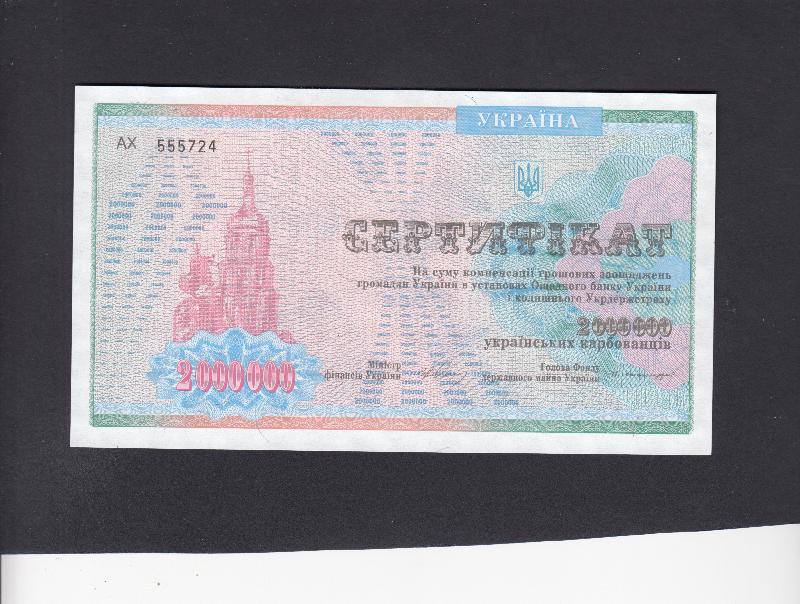 УКРАЇНА
АХ 555724
СЕРТИФІКАТ
На суму компенсації грошових заощаджень
громадян України в установах Ощадного банку України
і колишнього Укрдержстраху
2000000
українських карбованців
Міністр
фінансів України
Голова Фонду
державного майна України
2000000